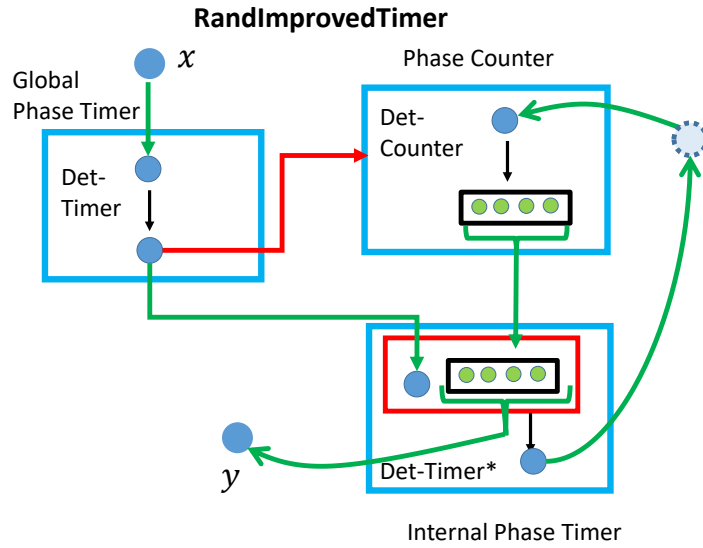 RandImprovedTimer
x
Global
Phase Timer
Phase Counter
Det-
Timer
Det-
Counter
y
Det-Timer*
Internal Phase Timer